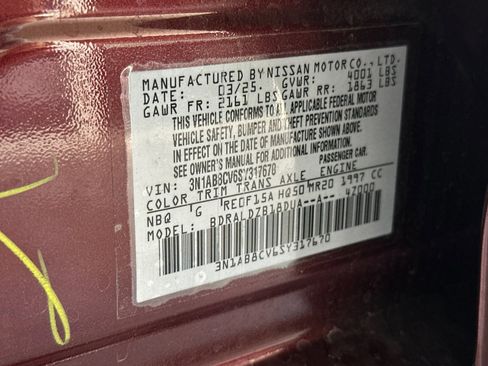 MANUFACTURED BY NISSAN MOTOR CO., LTD.
DATE: 03/25. GVWR: 4001 LBS
GAWR FR: 2161 LBS GAWR RR: 1863 LBS
THIS VEHICLE CONFORMS TO ALL APPLICABLE FEDERAL MOTOR
VEHICLE SAFETY, BUMPER AND THEFT PREVENTION STANDARDS
IN EFFECT ON THE DATE OF MANUFACTURE SHOWN ABOVE.
SEE OWNER'S MANUAL FOR ADDITIONAL INFORMATION.
VIN: 3N1AB8CV6SY317670 PASSENGER CAR.
COLOR TRIM TRANS AXLE ENGINE
NBQ G RE0F15A HQ50 MR20 1997 CC
MODEL: BDRALDZB18DUA--A-- 47000
3N1AB8CV6SY317670